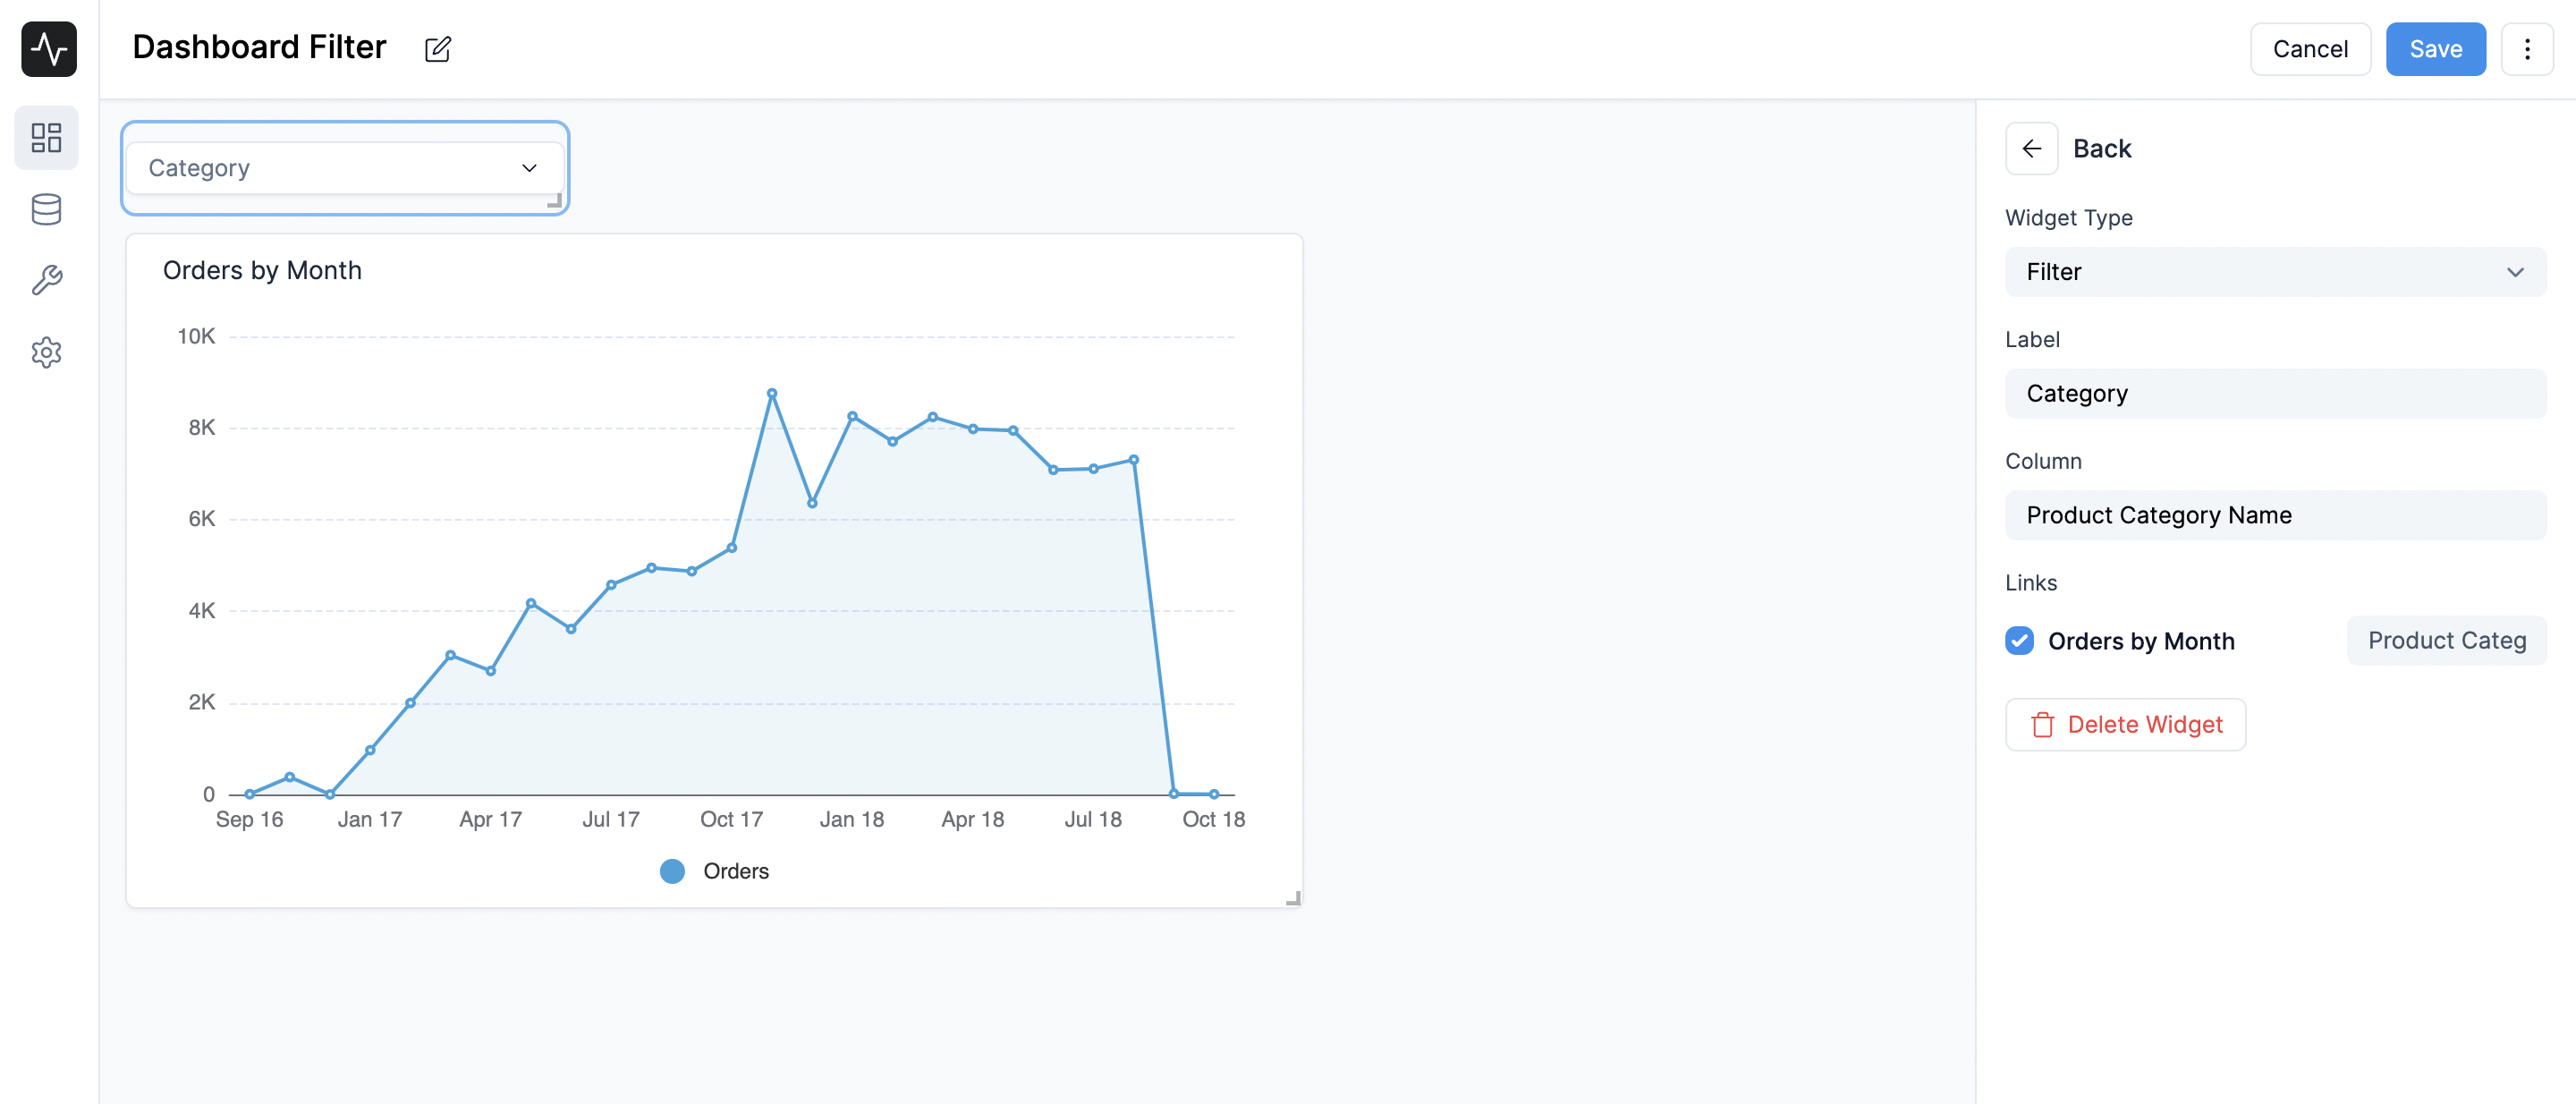 Dashboard Filter
Cancel
Save
Category
Orders by Month
10K
8K
6K
4K
2K
0
Sep 16 Jan 17 Apr 17 Jul 17 Oct 17 Jan 18 Apr 18 Jul 18 Oct 18
Orders
Back
Widget Type
Filter
Label
Category
Column
Product Category Name
Links
Orders by Month
Product Categ
Delete Widget